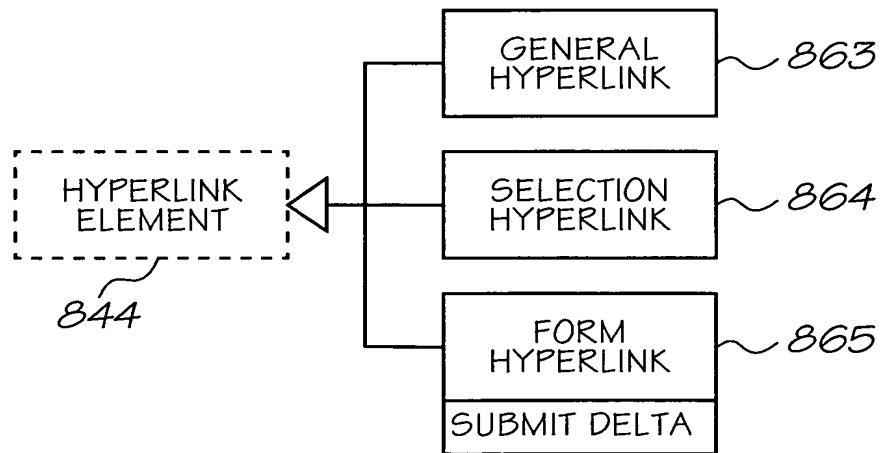 GENERAL
HYPERLINK
863
HYPERLINK
ELEMENT
844
SELECTION
HYPERLINK
864
FORM
HYPERLINK
865
SUBMIT DELTA